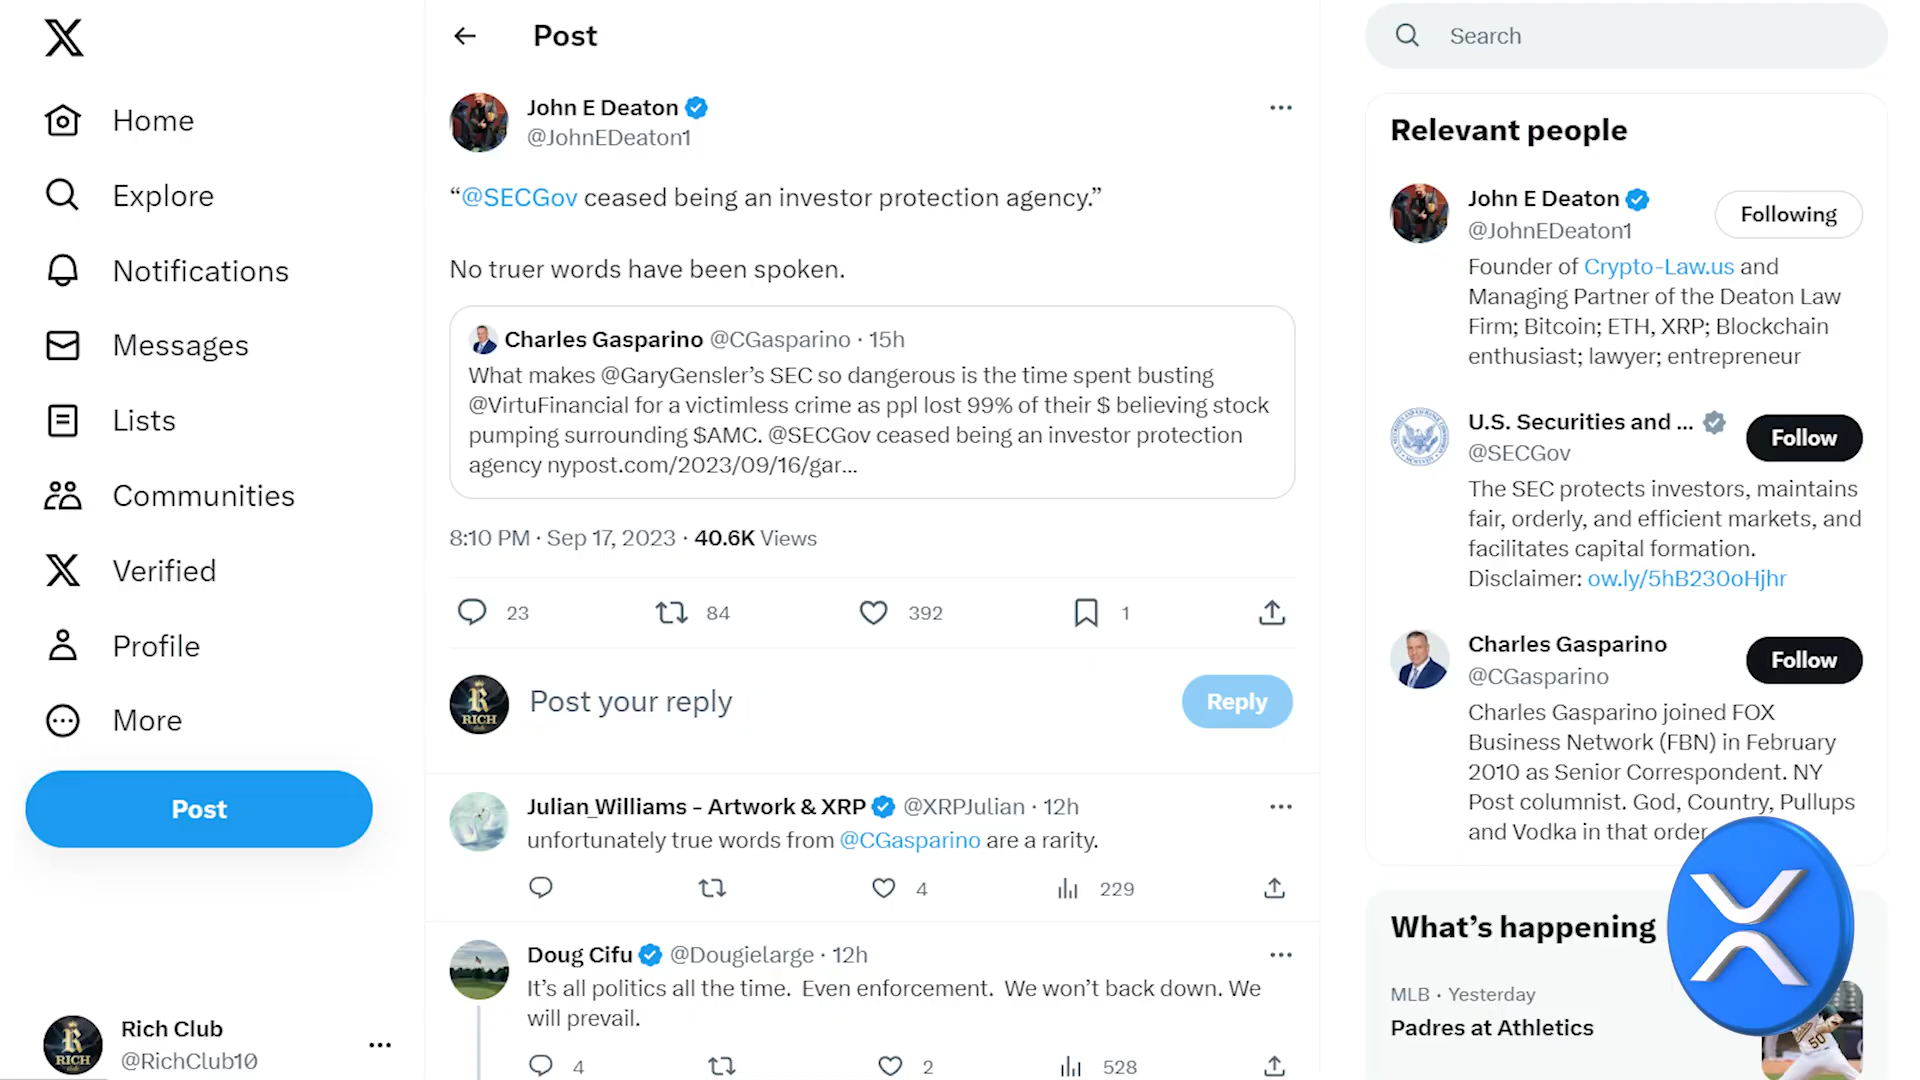 Home
Explore
Notifications
Messages
Lists
Communities
Verified
Profile
More
Post
Rich Club
@RichClub10
Post
John E Deaton
@JohnEDeaton1
“@SECGov ceased being an investor protection agency.”
No truer words have been spoken.
Charles Gasparino @CGasparino · 15h
What makes @GaryGensler’s SEC so dangerous is the time spent busting
@VirtuFinancial for a victimless crime as ppl lost 99% of their $ believing stock
pumping surrounding $AMC. @SECGov ceased being an investor protection
agency nypost.com/2023/09/16/gar...
8:10 PM · Sep 17, 2023 · 40.6K Views
23 84 392 1
RICH
Post your reply
Reply
Julian_Williams - Artwork & XRP @XRPJulian · 12h
unfortunately true words from @CGasparino are a rarity.
4 229
Doug Cifu @Dougielarge · 12h
It’s all politics all the time. Even enforcement. We won’t back down. We
will prevail.
4 2 528
Search
Relevant people
John E Deaton
@JohnEDeaton1
Following
Founder of Crypto-Law.us and
Managing Partner of the Deaton Law
Firm; Bitcoin; ETH, XRP; Blockchain
enthusiast; lawyer; entrepreneur
U.S. Securities and ...
@SECGov
Follow
The SEC protects investors, maintains
fair, orderly, and efficient markets, and
facilitates capital formation.
Disclaimer: ow.ly/5hB230oHjhr
Charles Gasparino
@CGasparino
Follow
Charles Gasparino joined FOX
Business Network (FBN) in February
2010 as Senior Correspondent. NY
Post columnist. God, Country, Pullups
and Vodka in that order
What’s happening
MLB · Yesterday
Padres at Athletics
50
RICH